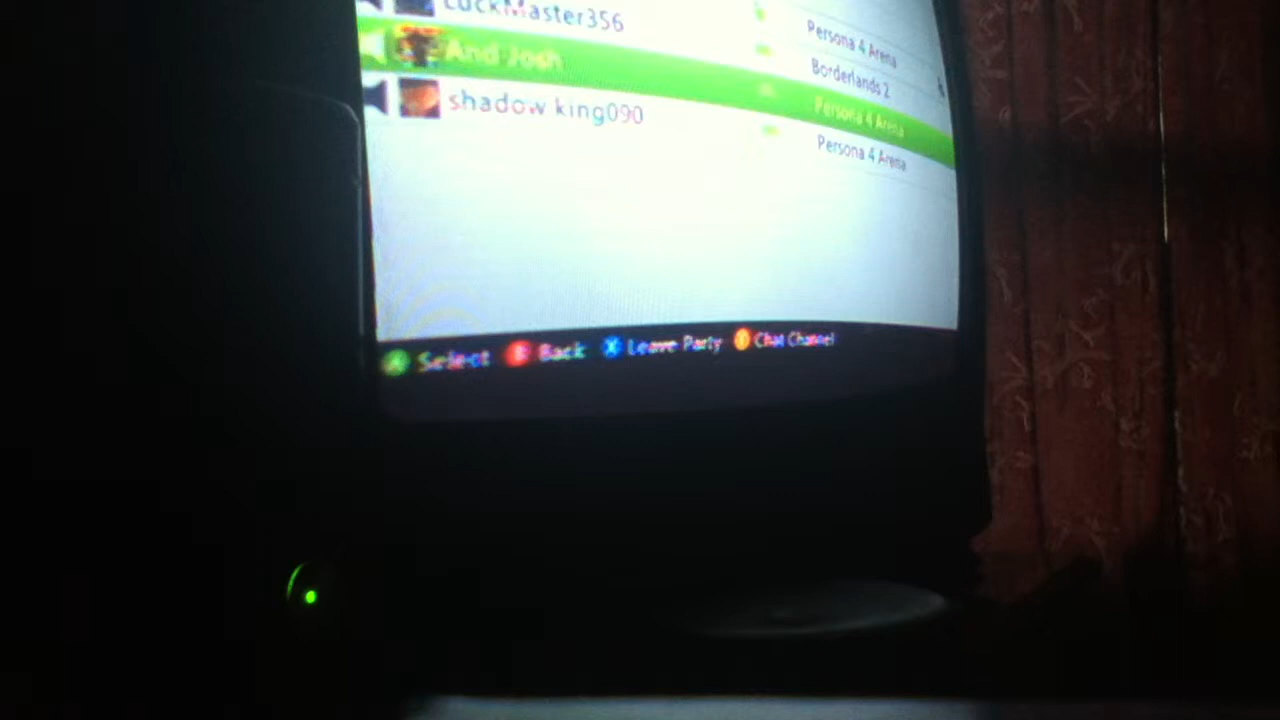 LuckMaster356
Persona 4 Arena
And Josh
Borderlands 2
Persona 4 Arena
shadow king090
Persona 4 Arena
Select Back X Leave Party Chat Channel